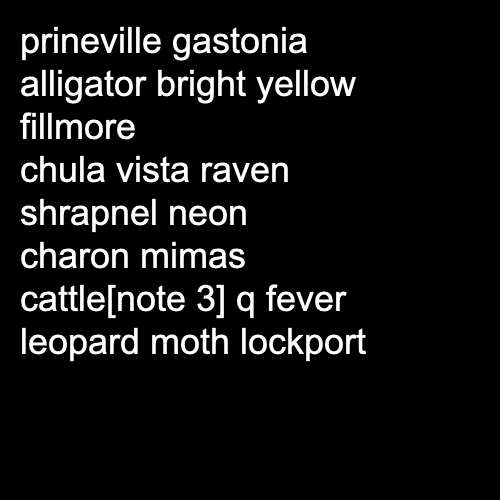 prineville gastonia
alligator bright yellow
fillmore
chula vista raven
shrapnel neon
charon mimas
cattle[note 3] q fever
leopard moth lockport